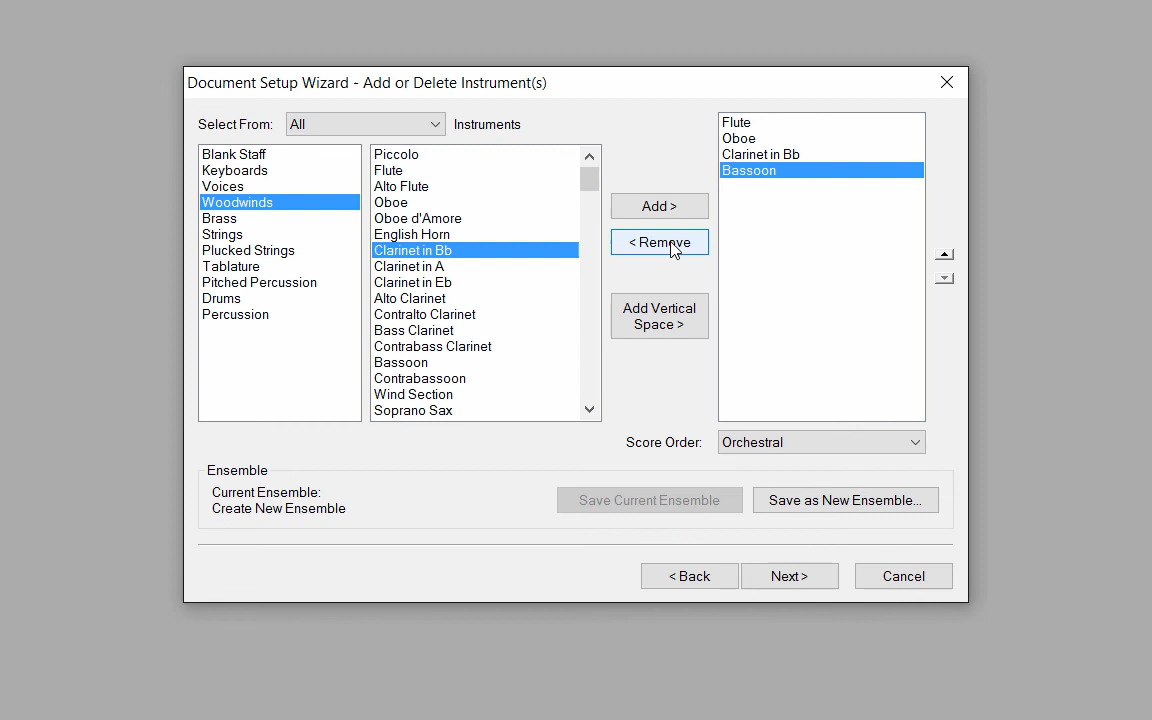 Document Setup Wizard - Add or Delete Instrument(s)
Select From: All Instruments
Blank Staff
Keyboards
Voices
Woodwinds
Brass
Strings
Plucked Strings
Tablature
Pitched Percussion
Drums
Percussion
Piccolo
Flute
Alto Flute
Oboe
Oboe d'Amore
English Horn
Clarinet in Bb
Clarinet in A
Clarinet in Eb
Alto Clarinet
Contralto Clarinet
Bass Clarinet
Contrabass Clarinet
Bassoon
Contrabassoon
Wind Section
Soprano Sax
Add >
< Remove
Add Vertical
Space >
Flute
Oboe
Clarinet in Bb
Bassoon
Score Order: Orchestral
Ensemble
Current Ensemble:
Create New Ensemble
Save Current Ensemble
Save as New Ensemble...
< Back
Next >
Cancel